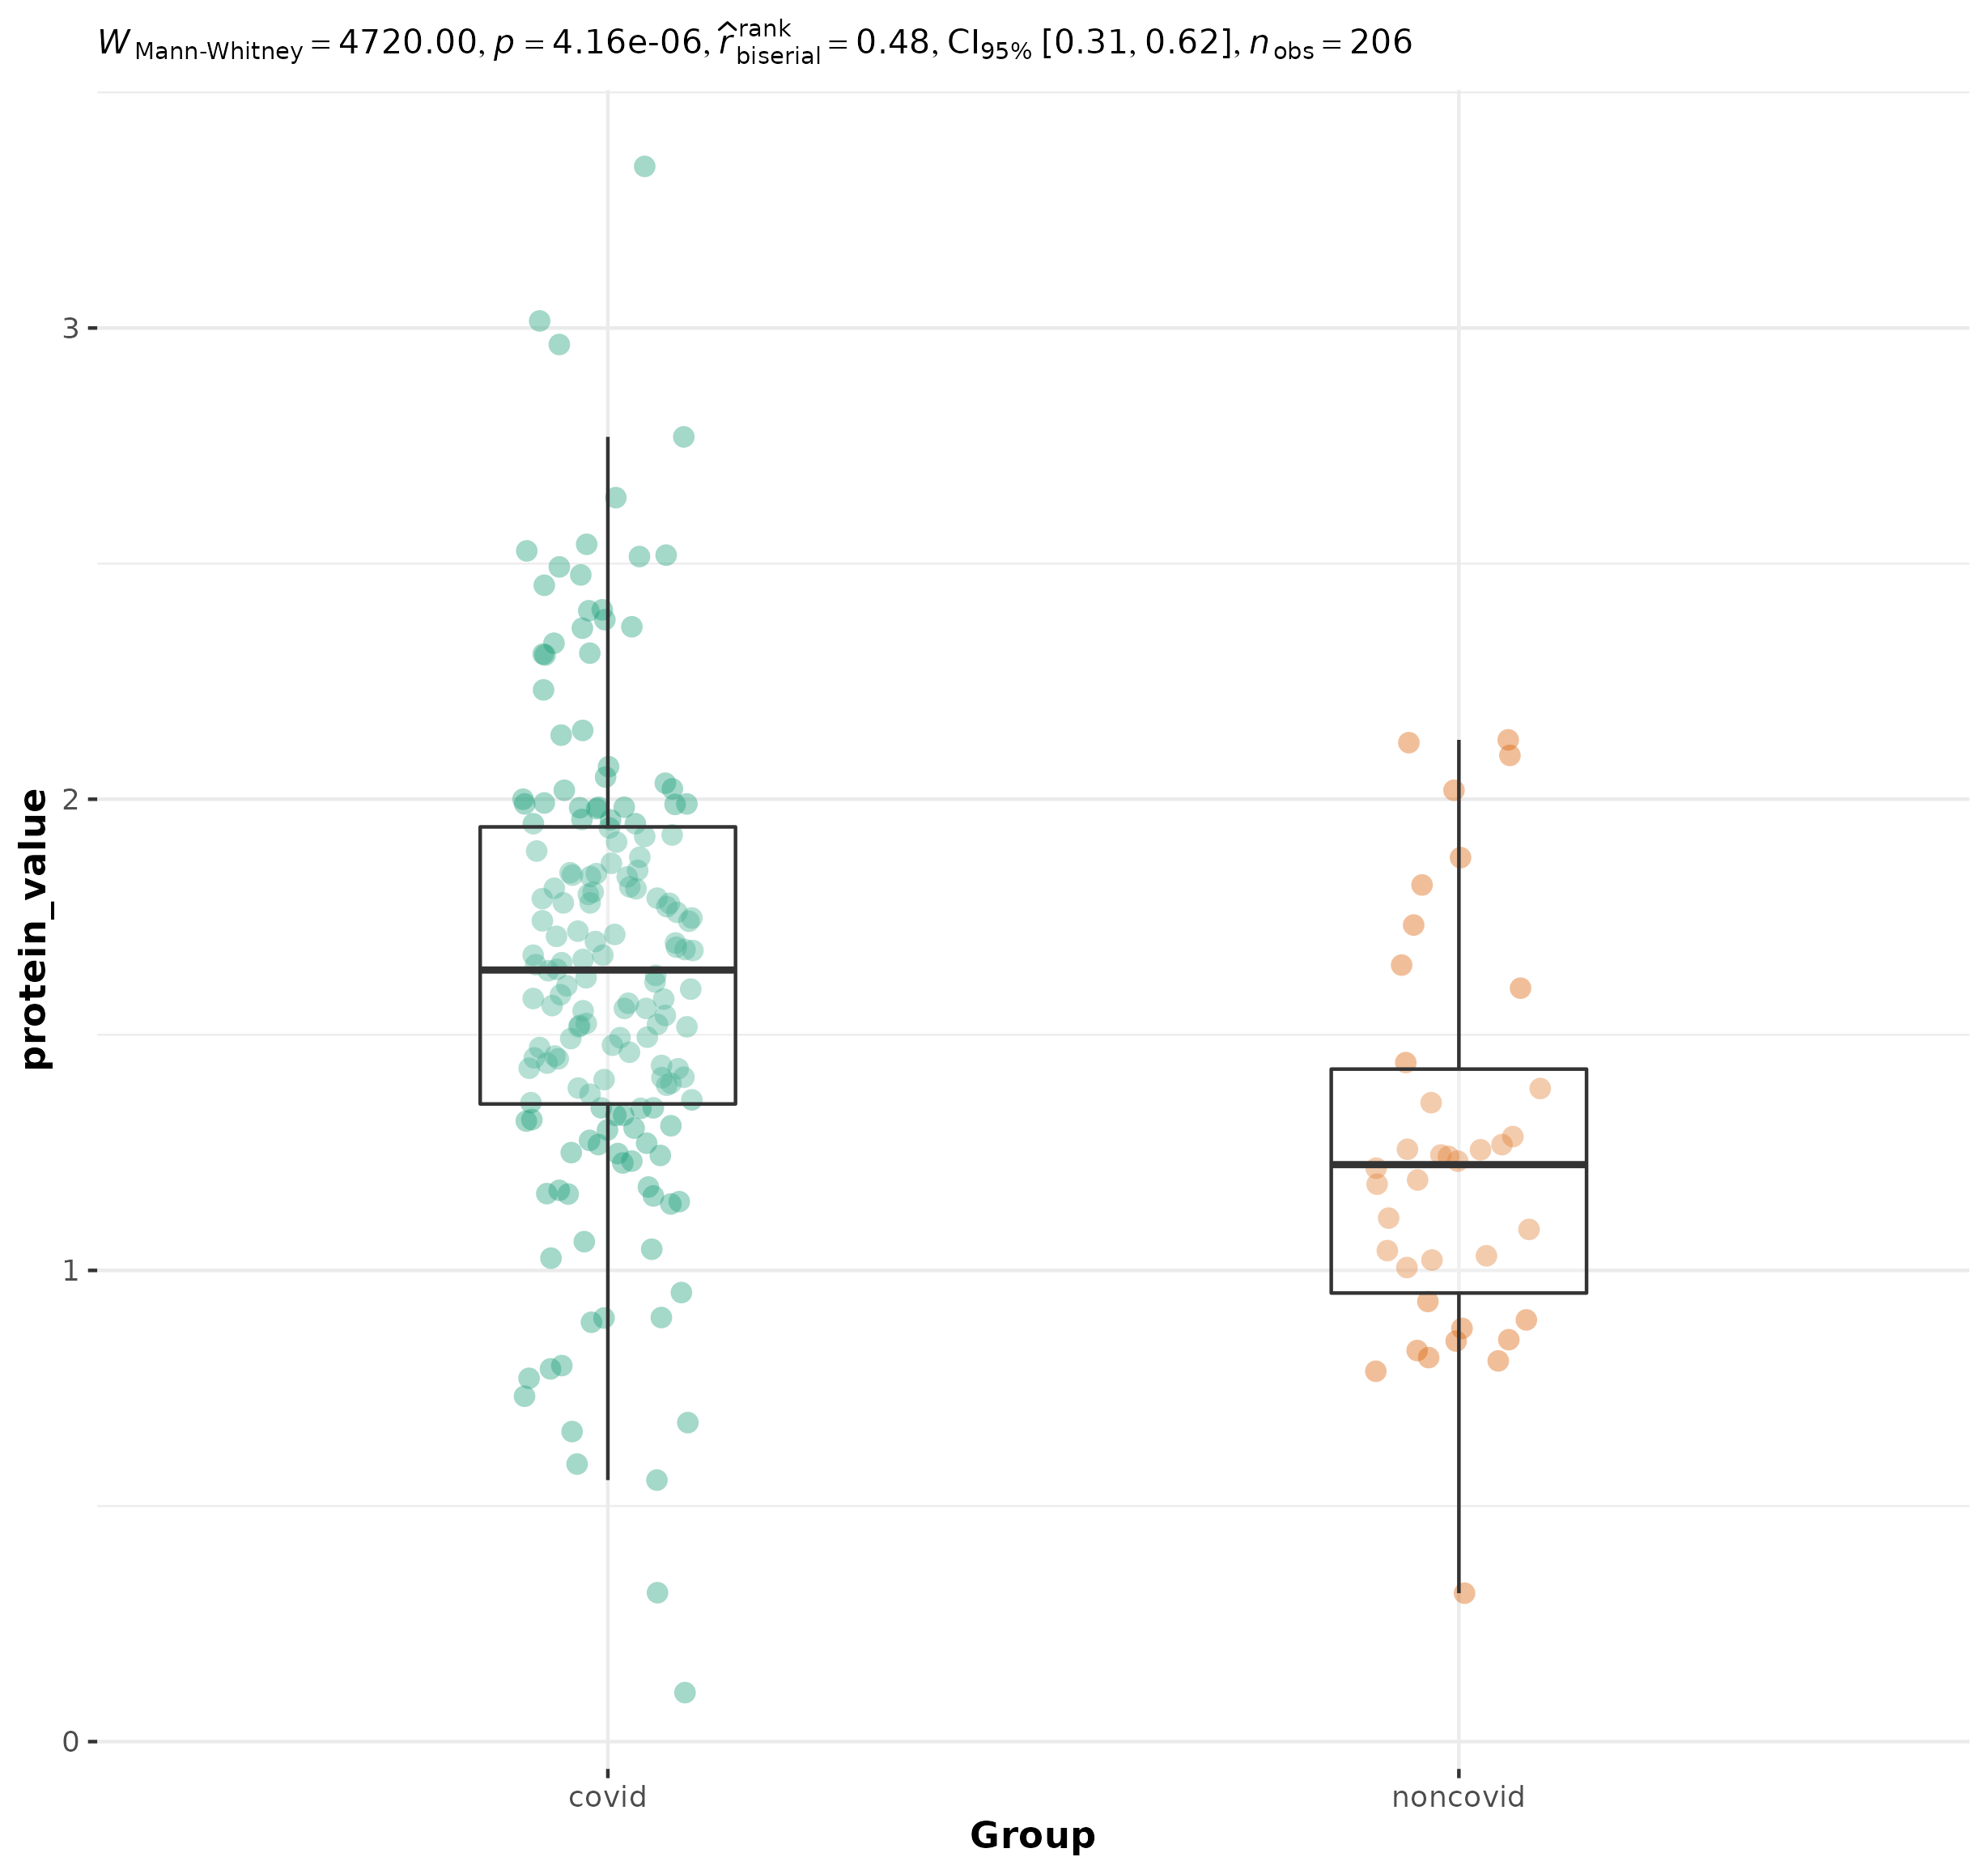 W Mann-Whitney = 4720.00, p = 4.16e-06, r̂ rank biserial = 0.48, CI95% [0.31, 0.62], nobs = 206
protein_value
3
2
1
0
covid noncovid
Group